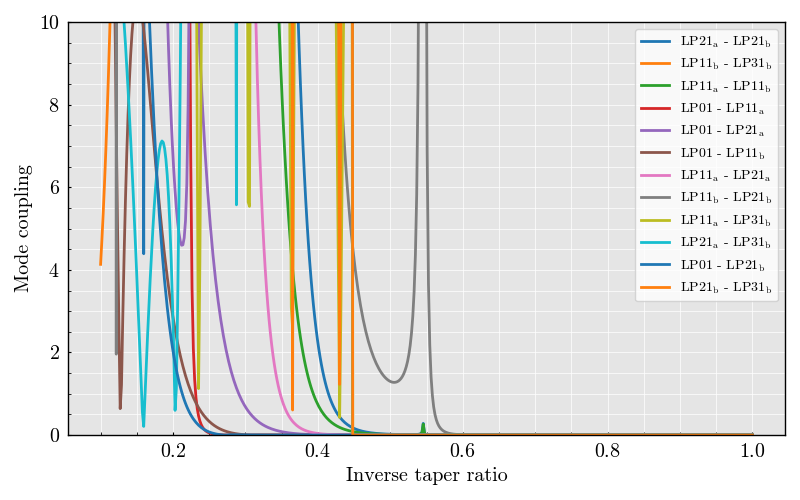 10
8
6
4
2
0
Mode coupling
0.2
0.4
0.6
0.8
1.0
Inverse taper ratio
LP21a - LP21b
LP11b - LP31b
LP11a - LP11b
LP01 - LP11a
LP01 - LP21a
LP01 - LP11b
LP11a - LP21a
LP11b - LP21b
LP11a - LP31b
LP21a - LP31b
LP01 - LP21b
LP21b - LP31b